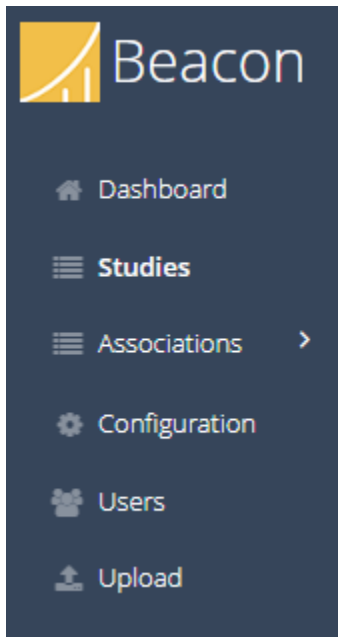 Beacon
Dashboard
Studies
Associations
Configuration
Users
Upload